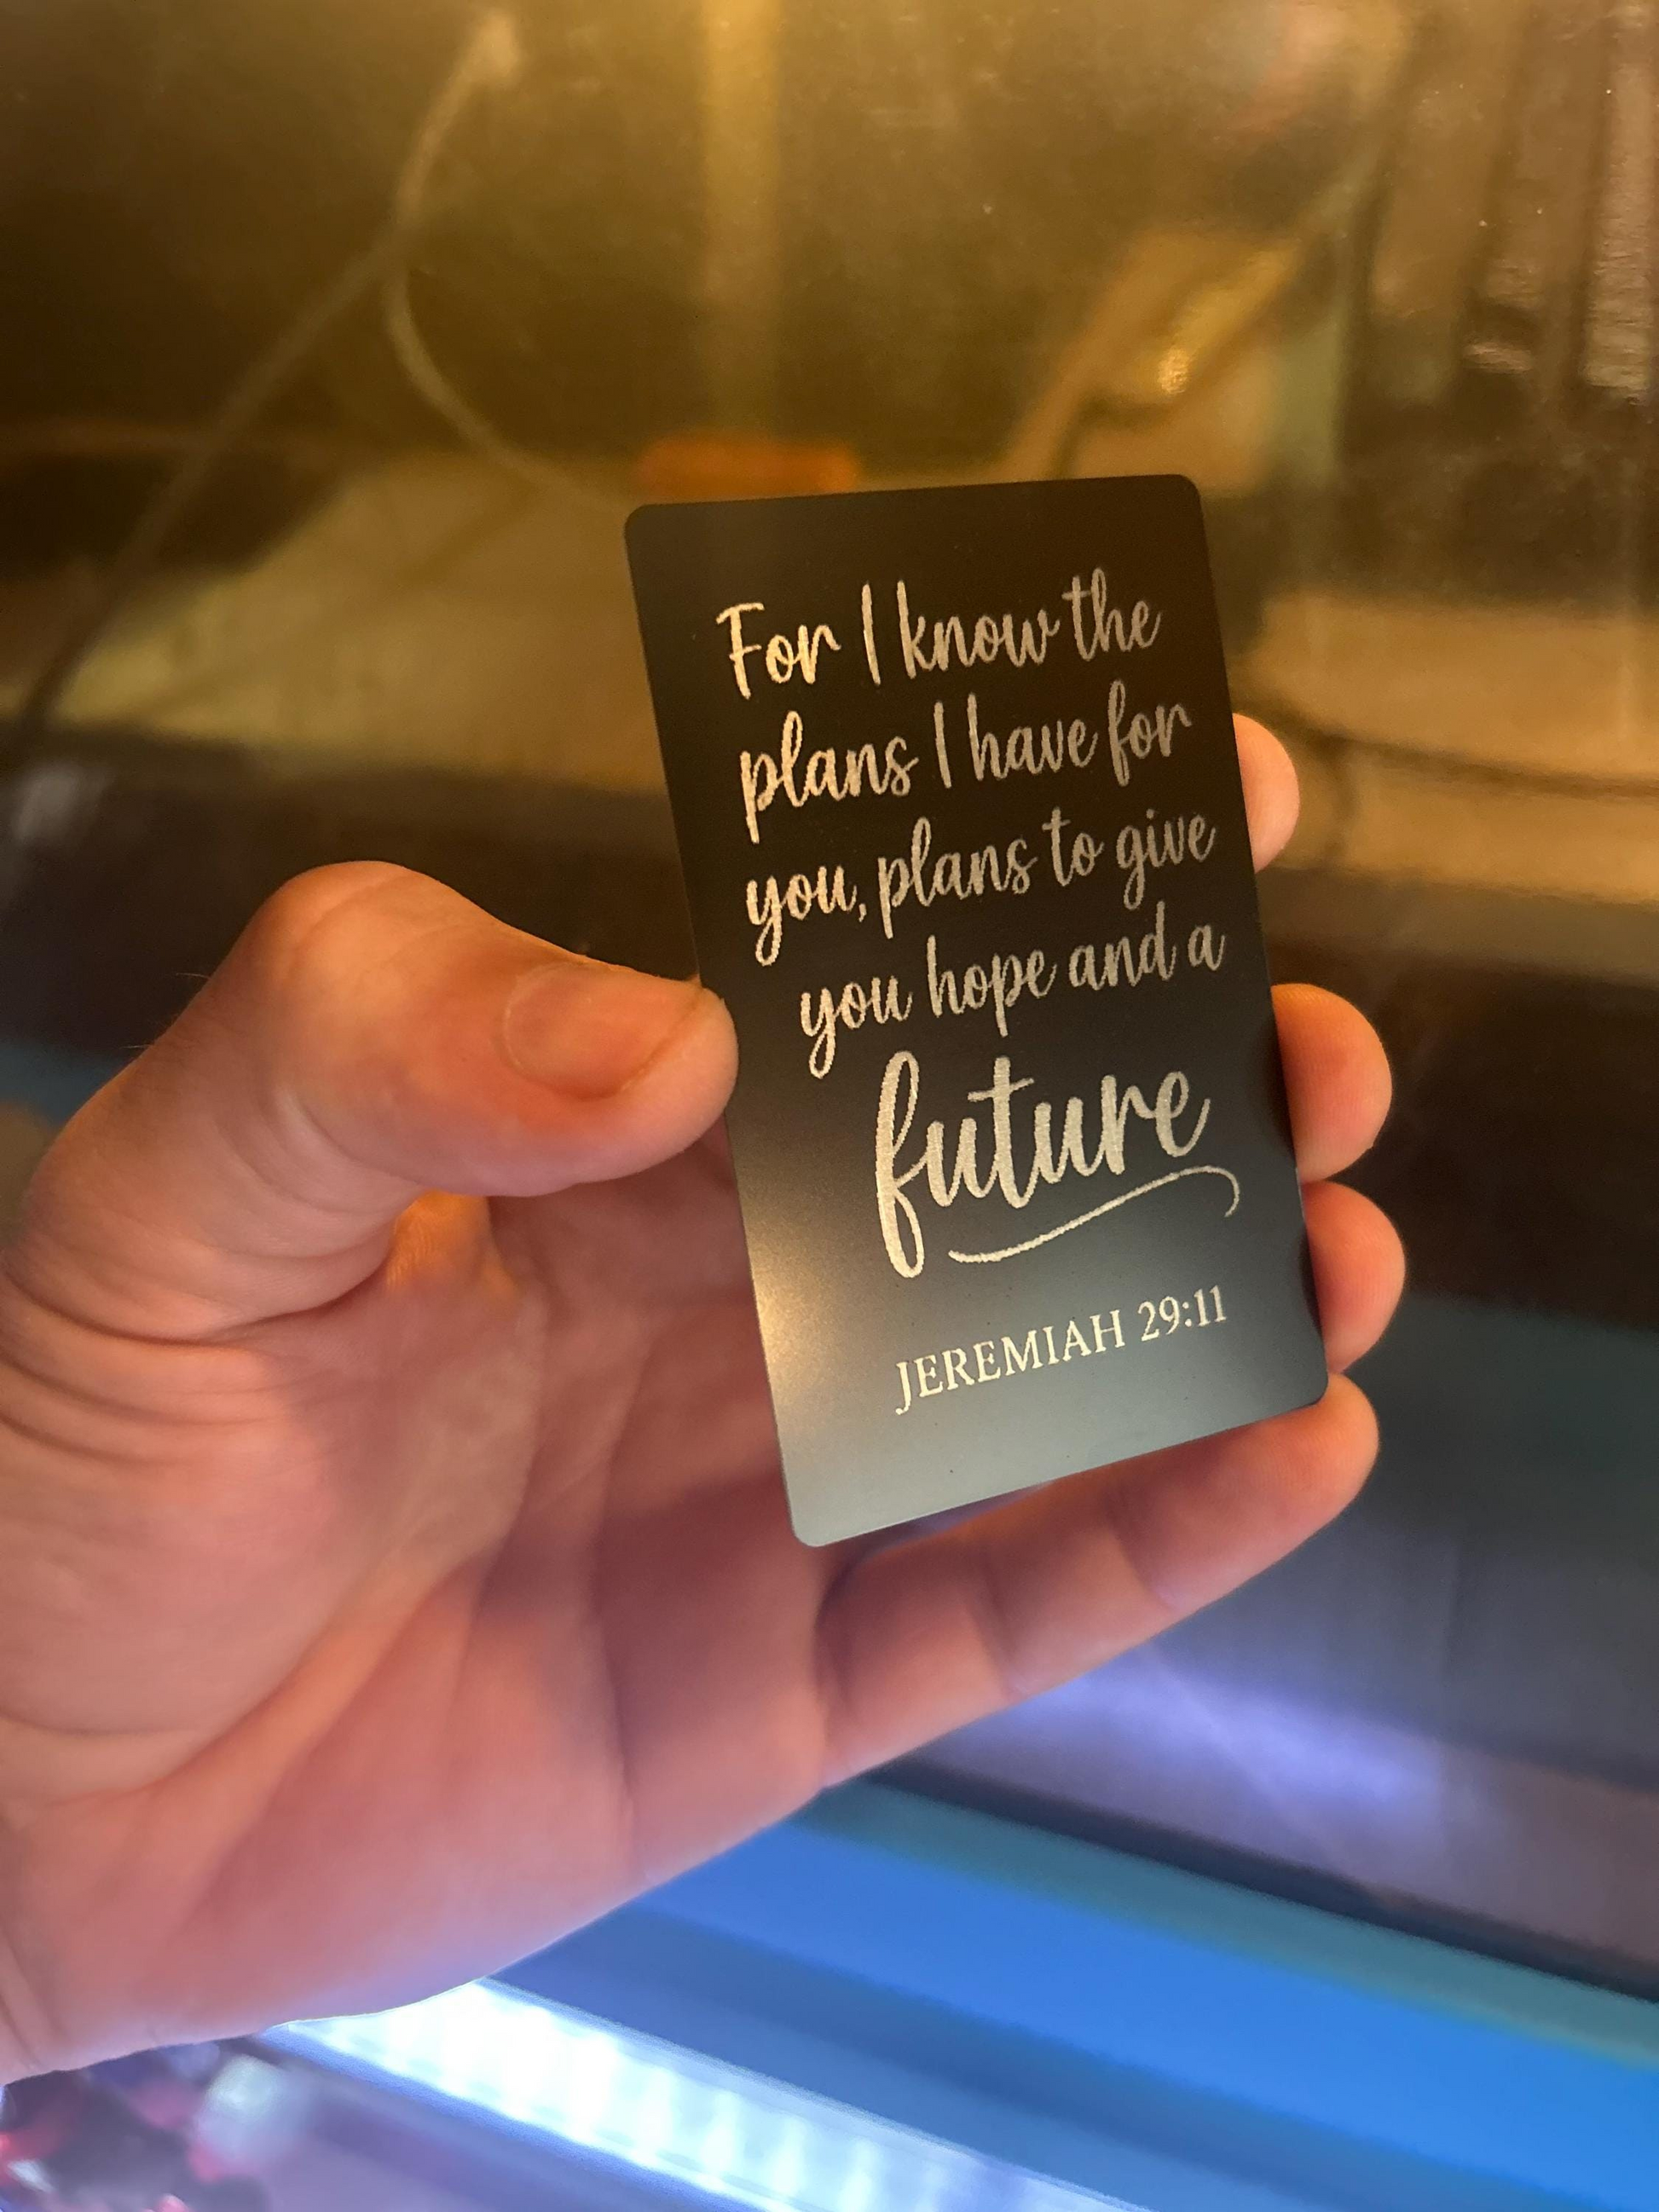 For I know the
plans I have for
you, plans to give
you hope and a
future
JEREMIAH 29:11